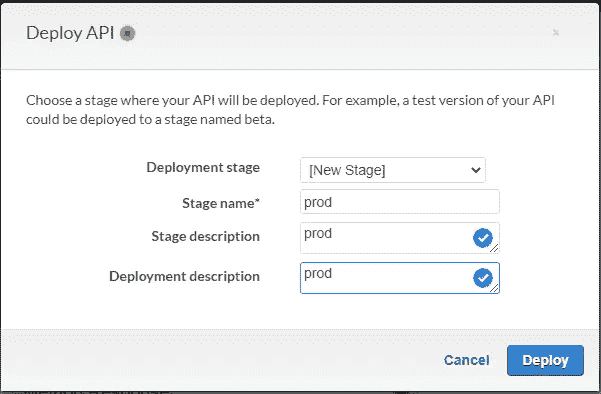 Deploy API
Choose a stage where your API will be deployed. For example, a test version of your API
could be deployed to a stage named beta.
Deployment stage [New Stage]
Stage name* prod
Stage description prod
Deployment description prod
Cancel Deploy